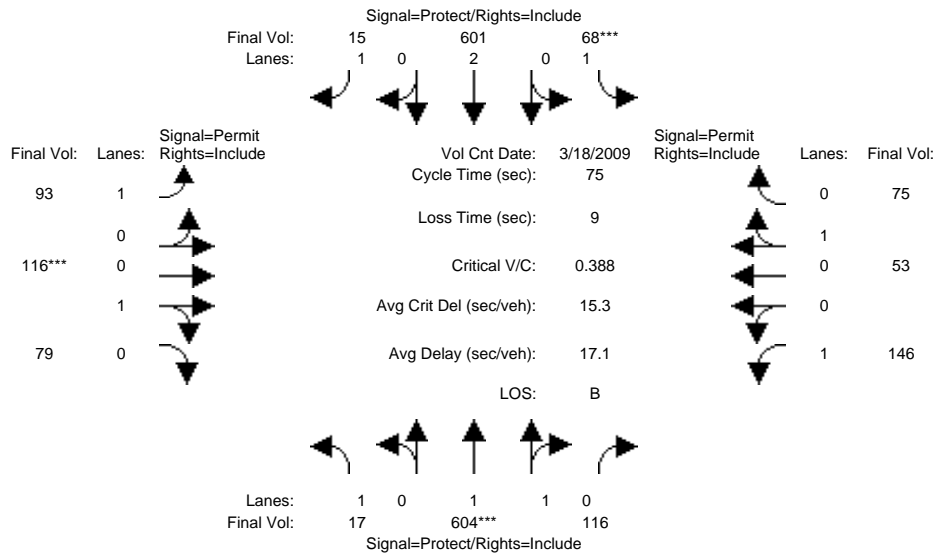 Signal=Protect/Rights=Include
Final Vol: 15 601 68***
Lanes: 1 0 2 0 1
Signal=Permit
Final Vol: Lanes: Rights=Include
Vol Cnt Date: 3/18/2009
Signal=Permit
Rights=Include Lanes: Final Vol:
Cycle Time (sec): 75
93 1
0 75
Loss Time (sec): 9
0
1
116*** 0
Critical V/C: 0.388
0 53
1
Avg Crit Del (sec/veh): 15.3
0
79 0
Avg Delay (sec/veh): 17.1
1 146
LOS: B
Lanes: 1 0 1 1 0
Final Vol: 17 604*** 116
Signal=Protect/Rights=Include